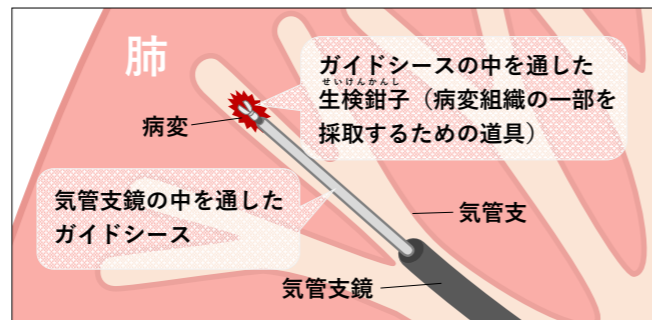 肺
ガイドシースの中を通した
せいけんかんし
生検鉗子（病変組織の一部を
採取するための道具）
病変
気管支鏡の中を通した
ガイドシース
気管支
気管支鏡